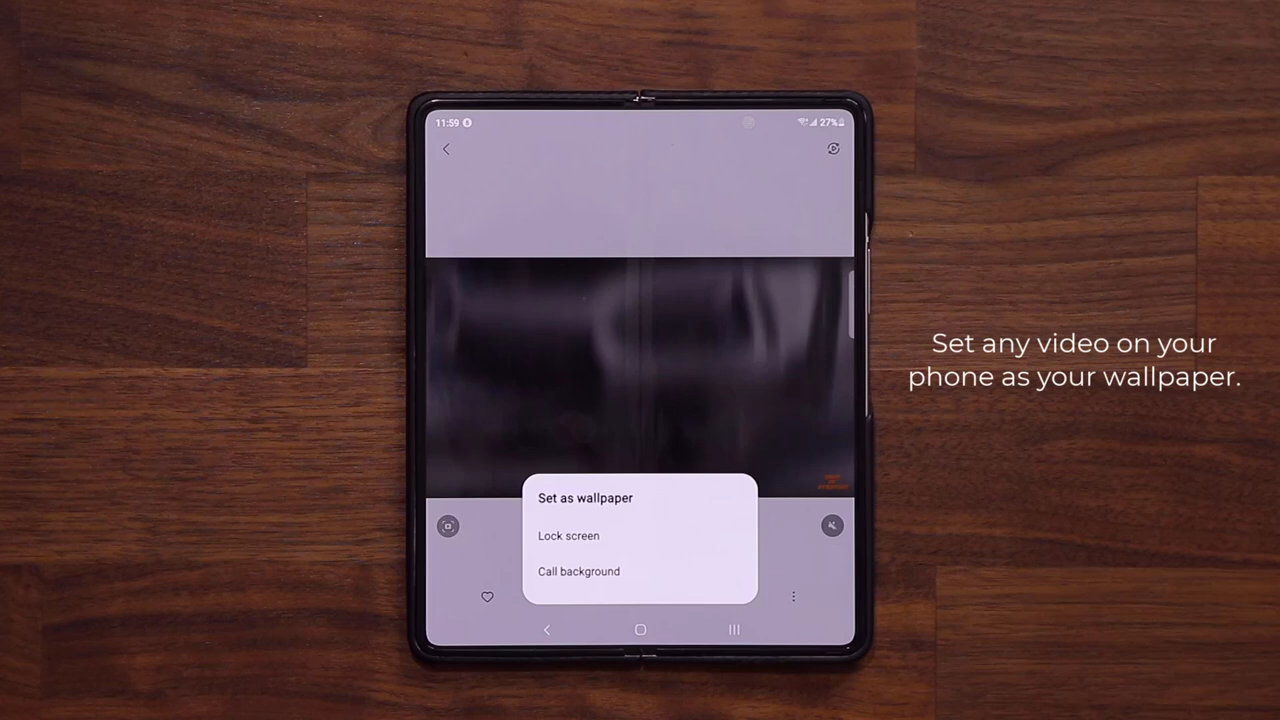 11:59
27%
Set any video on your
phone as your wallpaper.
Set as wallpaper
Lock screen
Call background